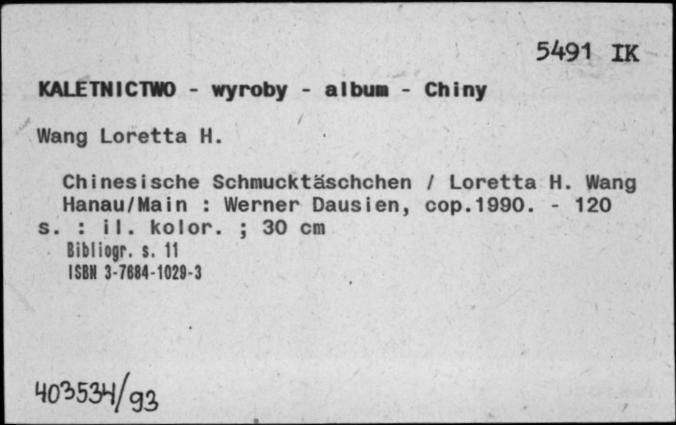 5491 IK
KALETNICTWO - wyroby - album - Chiny
Wang Loretta H.
Chinesische Schmucktäschchen / Loretta H. Wang
Hanau/Main : Werner Dausien, cop.1990. - 120
s. : il. kolor. ; 30 cm
Bibliogr. s. 11
ISBN 3-7684-1029-3
403534/93